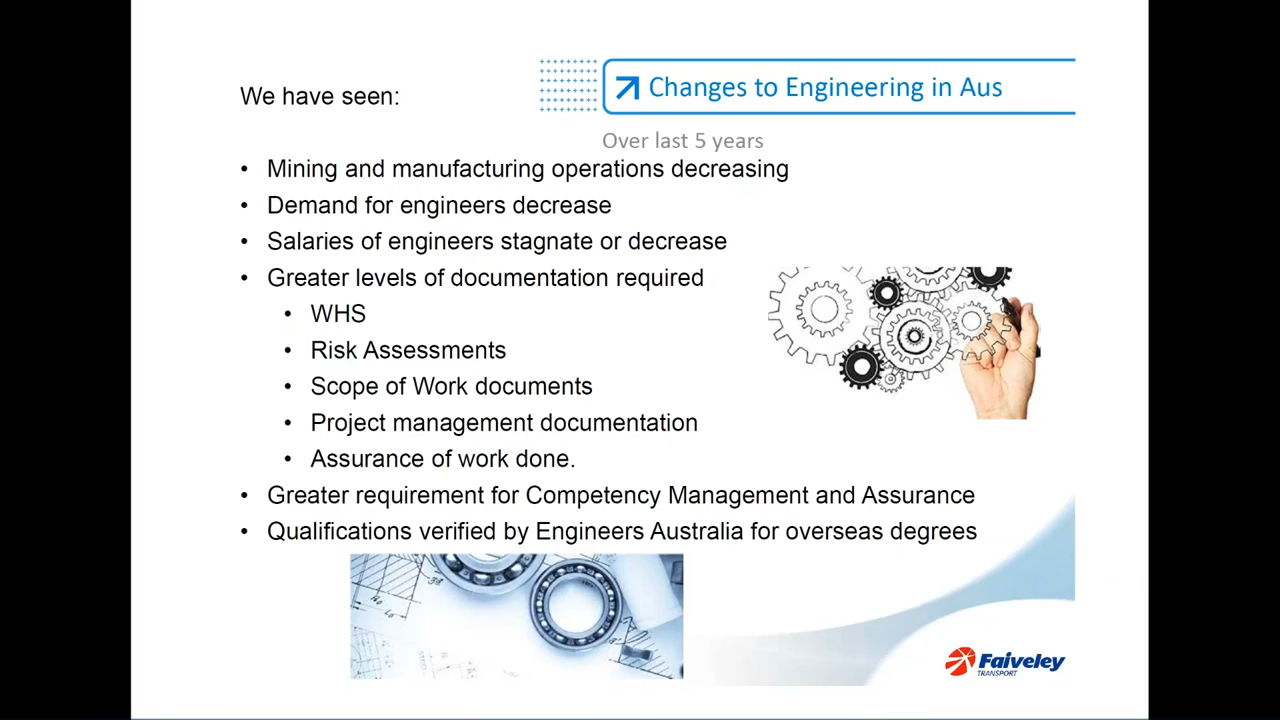 We have seen:
Changes to Engineering in Aus
Over last 5 years
• Mining and manufacturing operations decreasing
• Demand for engineers decrease
• Salaries of engineers stagnate or decrease
• Greater levels of documentation required
• WHS
• Risk Assessments
• Scope of Work documents
• Project management documentation
• Assurance of work done.
• Greater requirement for Competency Management and Assurance
• Qualifications verified by Engineers Australia for overseas degrees
Faiveley
TRANSPORT